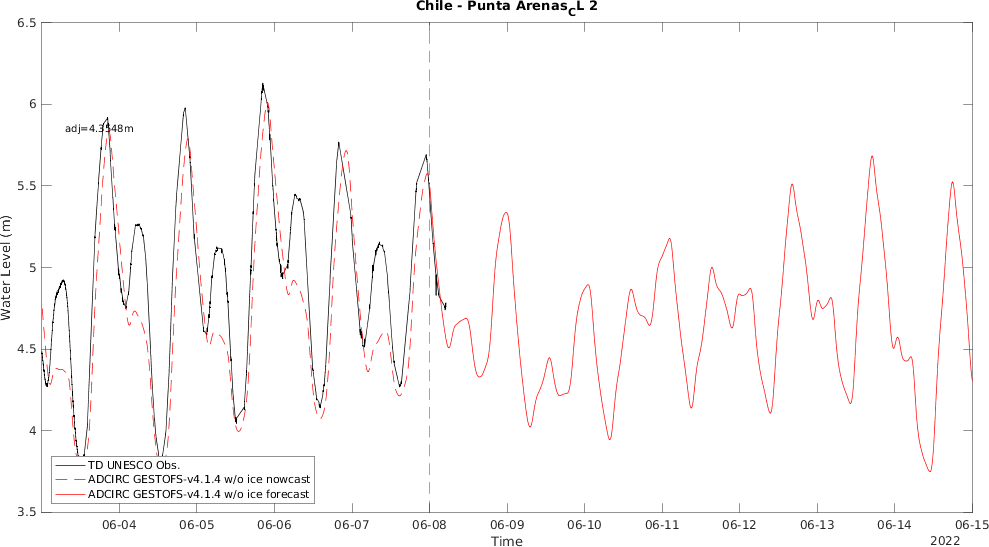 Chile - Punta Arenas_CL 2
Water Level (m)
6.5
6
5.5
5
4.5
4
3.5
adj=4.3548m
TD UNESCO Obs.
ADCIRC GESTOFS-v4.1.4 w/o ice nowcast
ADCIRC GESTOFS-v4.1.4 w/o ice forecast
06-04 06-05 06-06 06-07 06-08 06-09 06-10 06-11 06-12 06-13 06-14 06-15
Time
2022